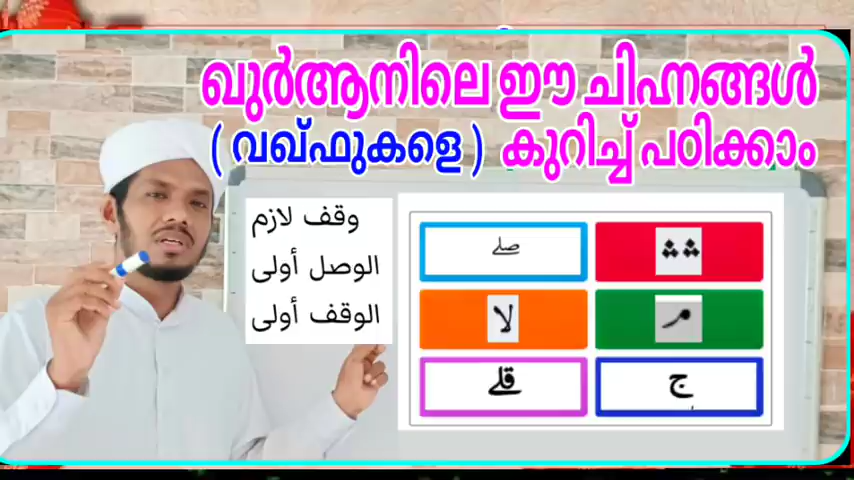 ഖുർആനിലെ ഈ ചിഹ്നങ്ങൾ
( വഖ്ഫുകളെ ) കുറിച്ച് പഠിക്കാം
وقف لازم
الوصل أولى
الوقف أولى
صلے ۛ ۛ
لا م
قلے ج